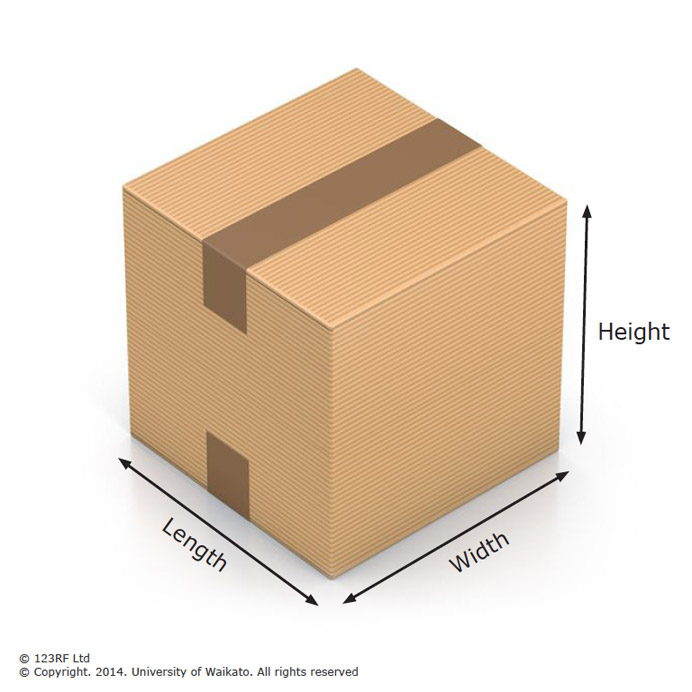 Height
Length
Width
© 123RF Ltd
© Copyright. 2014. University of Waikato. All rights reserved